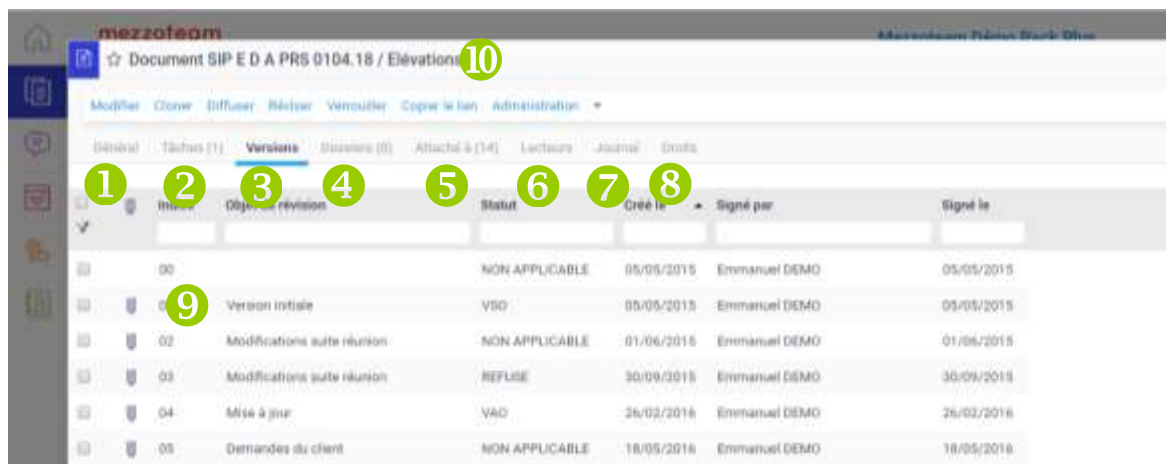 mezzoteam Mezzoteam Démo Pack Plus
Document SIP E D A PRS 0104.18 / Elévations 10
Modifier Cloner Diffuser Réviser Verrouiller Copier le lien Administration
Général Tâches (1) Versions Dossiers (0) Attaché à (14) Lecteurs Journal Droits
1 2 3 4 5 6 7 8
Indice Objet de révision Statut Créé le Signé par Signé le
00 NON APPLICABLE 05/05/2015 Emmanuel DEMO 05/05/2015
0 9 Version initiale VSO 05/05/2015 Emmanuel DEMO 05/05/2015
02 Modifications suite réunion NON APPLICABLE 01/06/2015 Emmanuel DEMO 01/06/2015
03 Modifications suite réunion REFUSE 30/09/2015 Emmanuel DEMO 30/09/2015
04 Mise à jour VAO 26/02/2016 Emmanuel DEMO 26/02/2016
05 Demandes du client NON APPLICABLE 18/05/2016 Emmanuel DEMO 18/05/2016